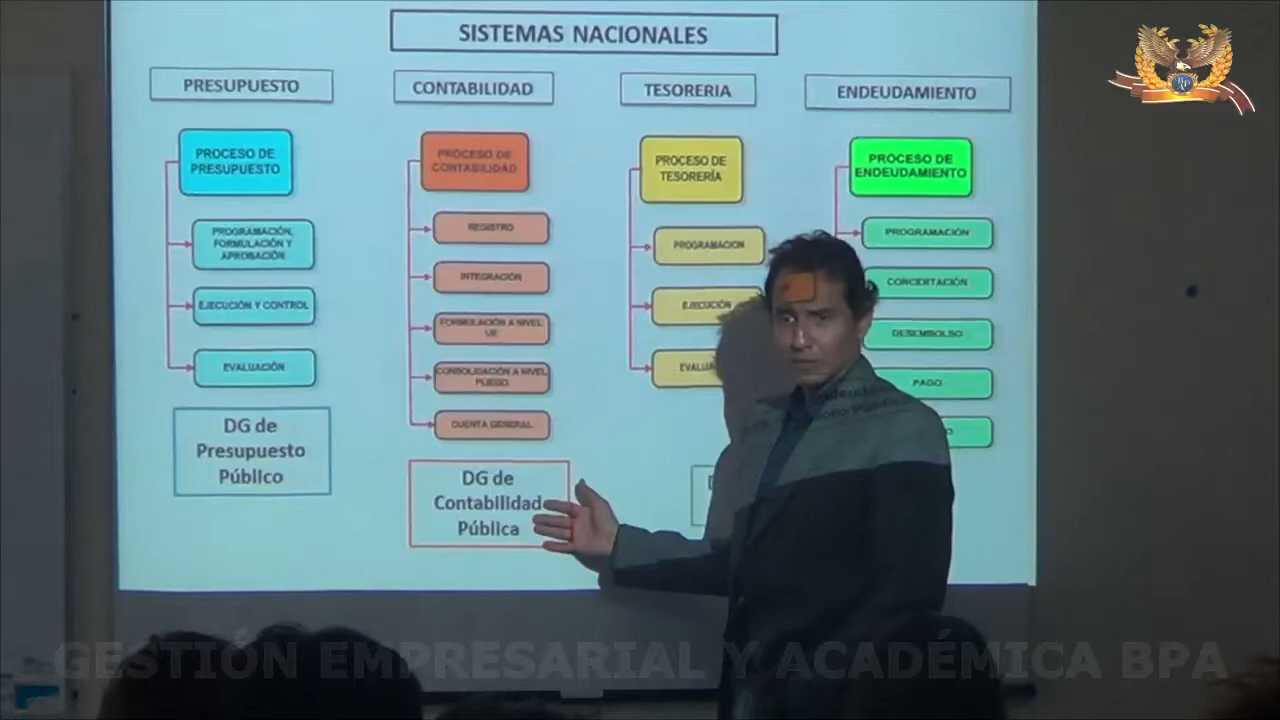 SISTEMAS NACIONALES
PRESUPUESTO
PROCESO DE
PRESUPUESTO
PROGRAMACIÓN,
FORMULACIÓN Y
APROBACIÓN
EJECUCIÓN Y CONTROL
EVALUACIÓN
DG de
Presupuesto
Público
CONTABILIDAD
PROCESO DE
CONTABILIDAD
REGISTRO
INTEGRACIÓN
FORMULACIÓN A NIVEL
UE
CONSOLIDACIÓN A NIVEL
PLIEGO
CUENTA GENERAL
DG de
Contabilidad
Pública
TESORERIA
PROCESO DE
TESORERÍA
PROGRAMACION
EJECUCIÓN
EVALU
ENDEUDAMIENTO
PROCESO DE
ENDEUDAMIENTO
PROGRAMACIÓN
CONCERTACIÓN
DESEMBOLSO
PAGO
GESTIÓN EMPRESARIAL Y ACADÉMICA BPA